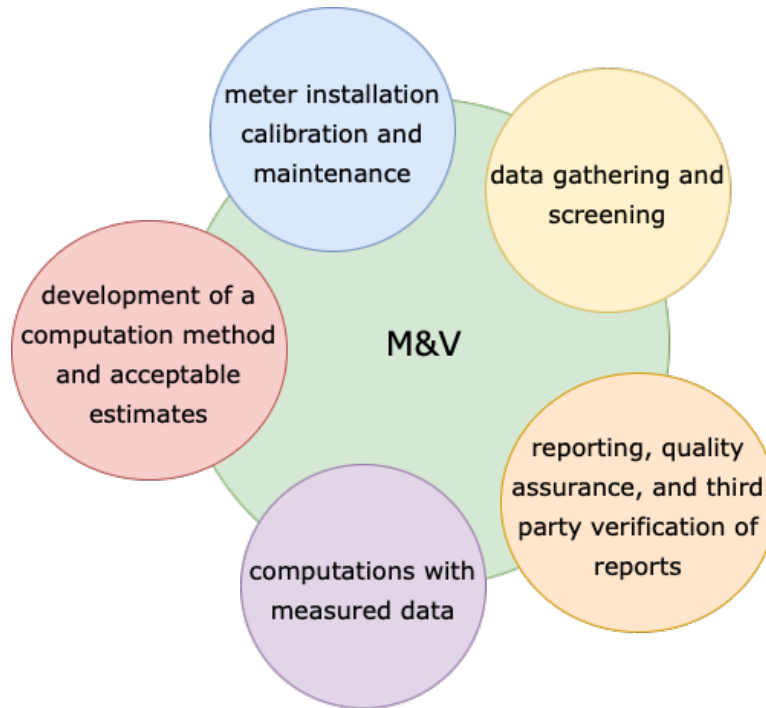 meter installation
calibration and
maintenance
data gathering and
screening
development of a
computation method
and acceptable
estimates
M&V
reporting, quality
assurance, and third
party verification of
reports
computations with
measured data